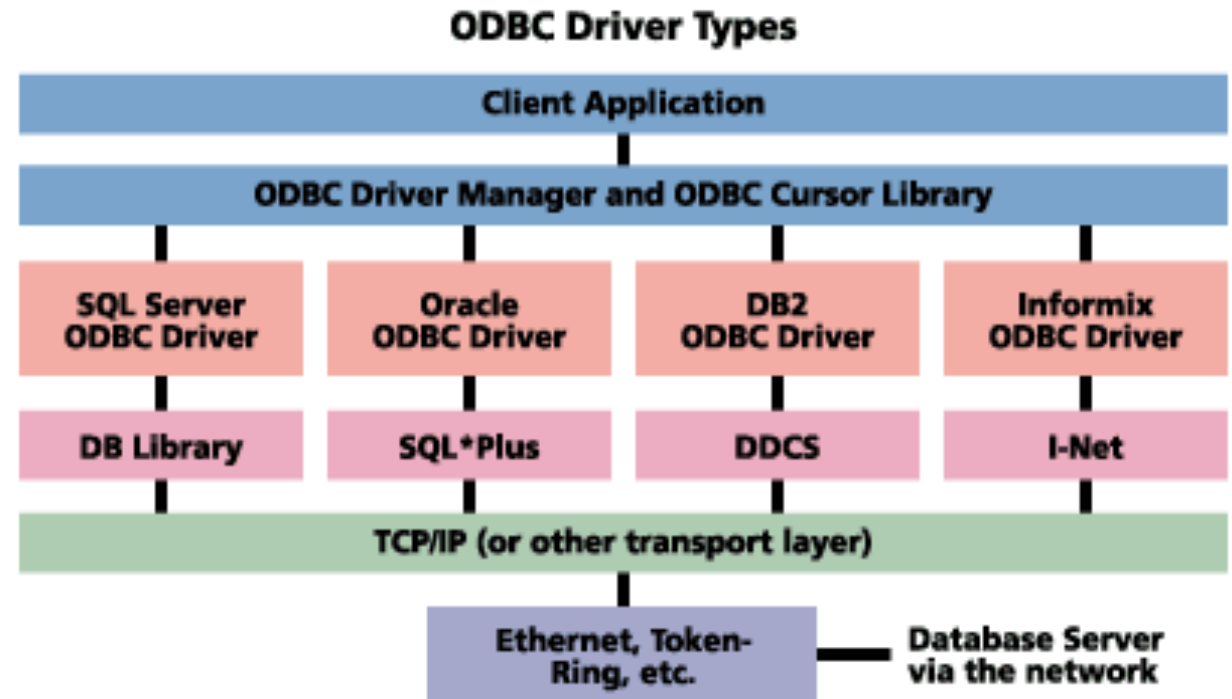 ODBC Driver Types
Client Application
ODBC Driver Manager and ODBC Cursor Library
SQL Server
ODBC Driver
Oracle
ODBC Driver
DB2
ODBC Driver
Informix
ODBC Driver
DB Library
SQL*Plus
DDCS
I-Net
TCP/IP (or other transport layer)
Ethernet, Token-
Ring, etc.
Database Server
via the network